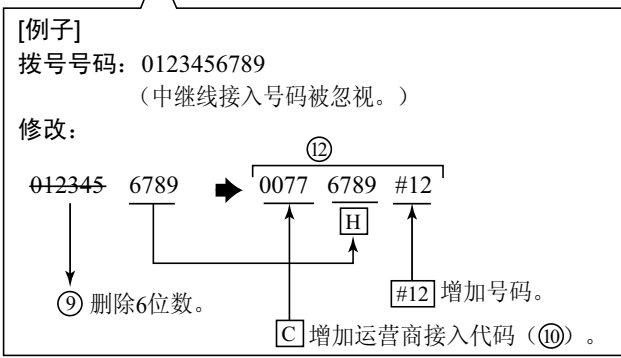 [例子]
拨号号码：0123456789
（中继线接入号码被忽视。）
修改：
⑫
012345 6789 0077 6789 #12
H
⑨ 删除6位数。
#12 增加号码。
C 增加运营商接入代码（⑩）。